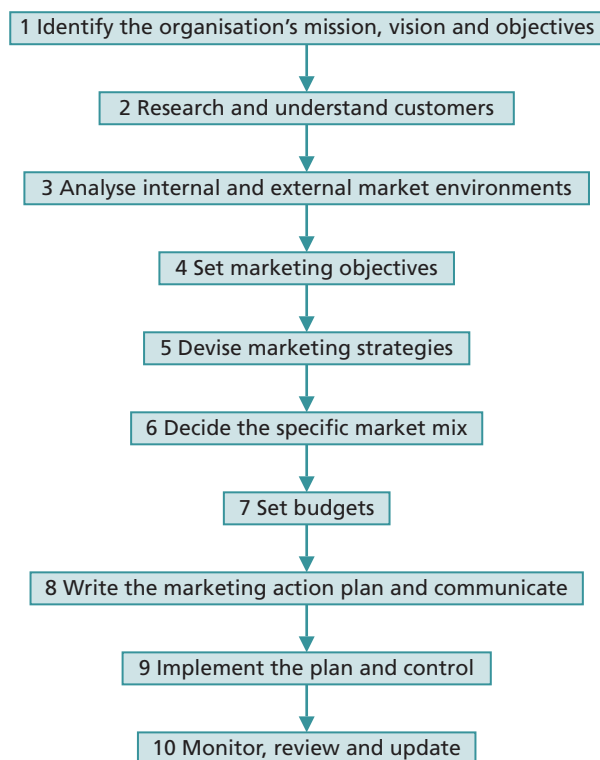 1 Identify the organisation’s mission, vision and objectives
2 Research and understand customers
3 Analyse internal and external market environments
4 Set marketing objectives
5 Devise marketing strategies
6 Decide the specific market mix
7 Set budgets
8 Write the marketing action plan and communicate
9 Implement the plan and control
10 Monitor, review and update